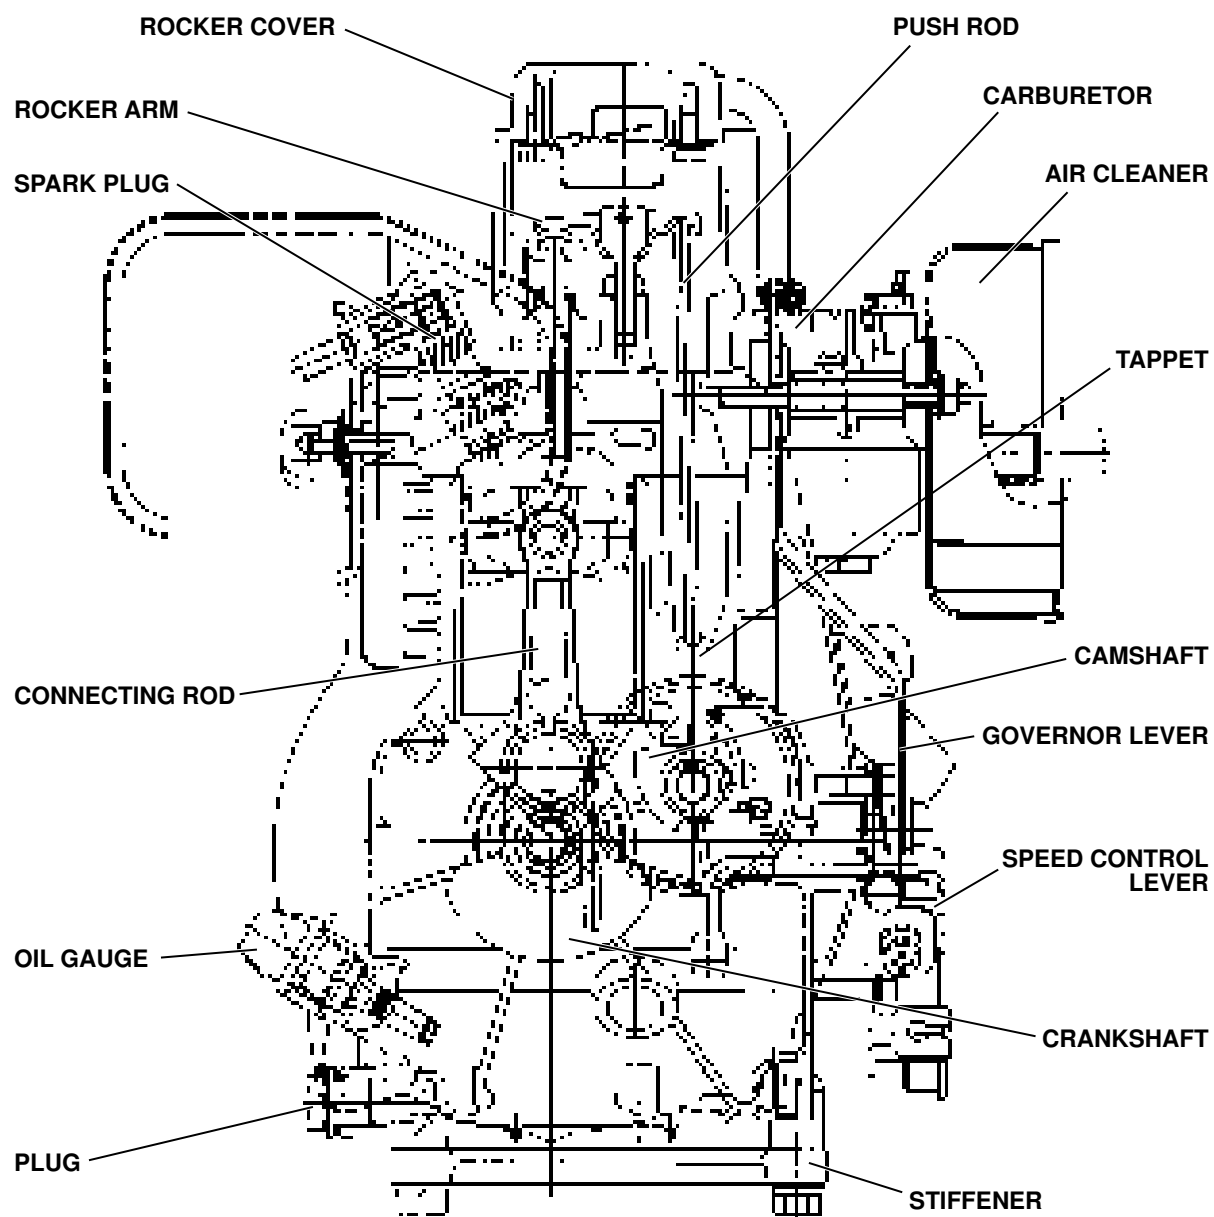 ROCKER COVER
PUSH ROD
CARBURETOR
ROCKER ARM
AIR CLEANER
SPARK PLUG
TAPPET
CAMSHAFT
CONNECTING ROD
GOVERNOR LEVER
SPEED CONTROL
LEVER
OIL GAUGE
CRANKSHAFT
PLUG
STIFFENER